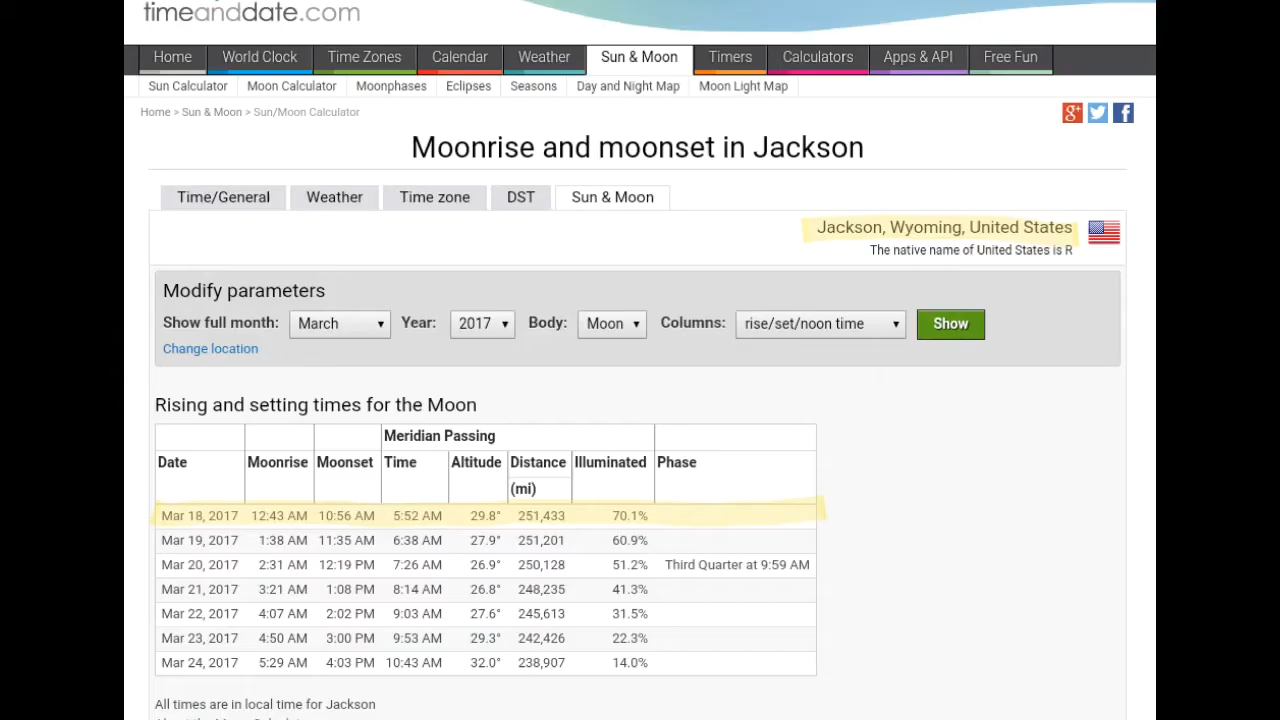 timeanddate.com
Home World Clock Time Zones Calendar Weather Sun & Moon Timers Calculators Apps & API Free Fun
Sun Calculator Moon Calculator Moonphases Eclipses Seasons Day and Night Map Moon Light Map
Home > Sun & Moon > Sun/Moon Calculator
g+ f
Moonrise and moonset in Jackson
Time/General Weather Time zone DST Sun & Moon
Jackson, Wyoming, United States
The native name of United States is R
Modify parameters
Show full month: March Year: 2017 Body: Moon Columns: rise/set/noon time Show
Change location
Rising and setting times for the Moon
Meridian Passing
Date Moonrise Moonset Time Altitude Distance Illuminated Phase
(mi)
Mar 18, 2017 12:43 AM 10:56 AM 5:52 AM 29.8° 251,433 70.1%
Mar 19, 2017 1:38 AM 11:35 AM 6:38 AM 27.9° 251,201 60.9%
Mar 20, 2017 2:31 AM 12:19 PM 7:26 AM 26.9° 250,128 51.2% Third Quarter at 9:59 AM
Mar 21, 2017 3:21 AM 1:08 PM 8:14 AM 26.8° 248,235 41.3%
Mar 22, 2017 4:07 AM 2:02 PM 9:03 AM 27.6° 245,613 31.5%
Mar 23, 2017 4:50 AM 3:00 PM 9:53 AM 29.3° 242,426 22.3%
Mar 24, 2017 5:29 AM 4:03 PM 10:43 AM 32.0° 238,907 14.0%
All times are in local time for Jackson